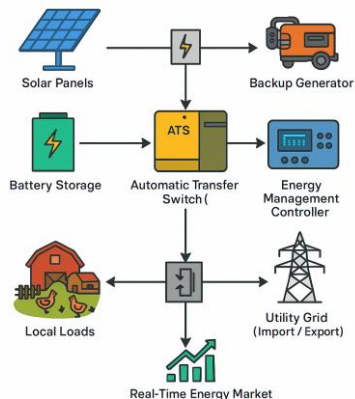 Solar Panels
Backup Generator
ATS
Battery Storage
Automatic Transfer
Switch (
Energy
Management
Controller
Local Loads
Utility Grid
(Import / Export)
Real-Time Energy Market